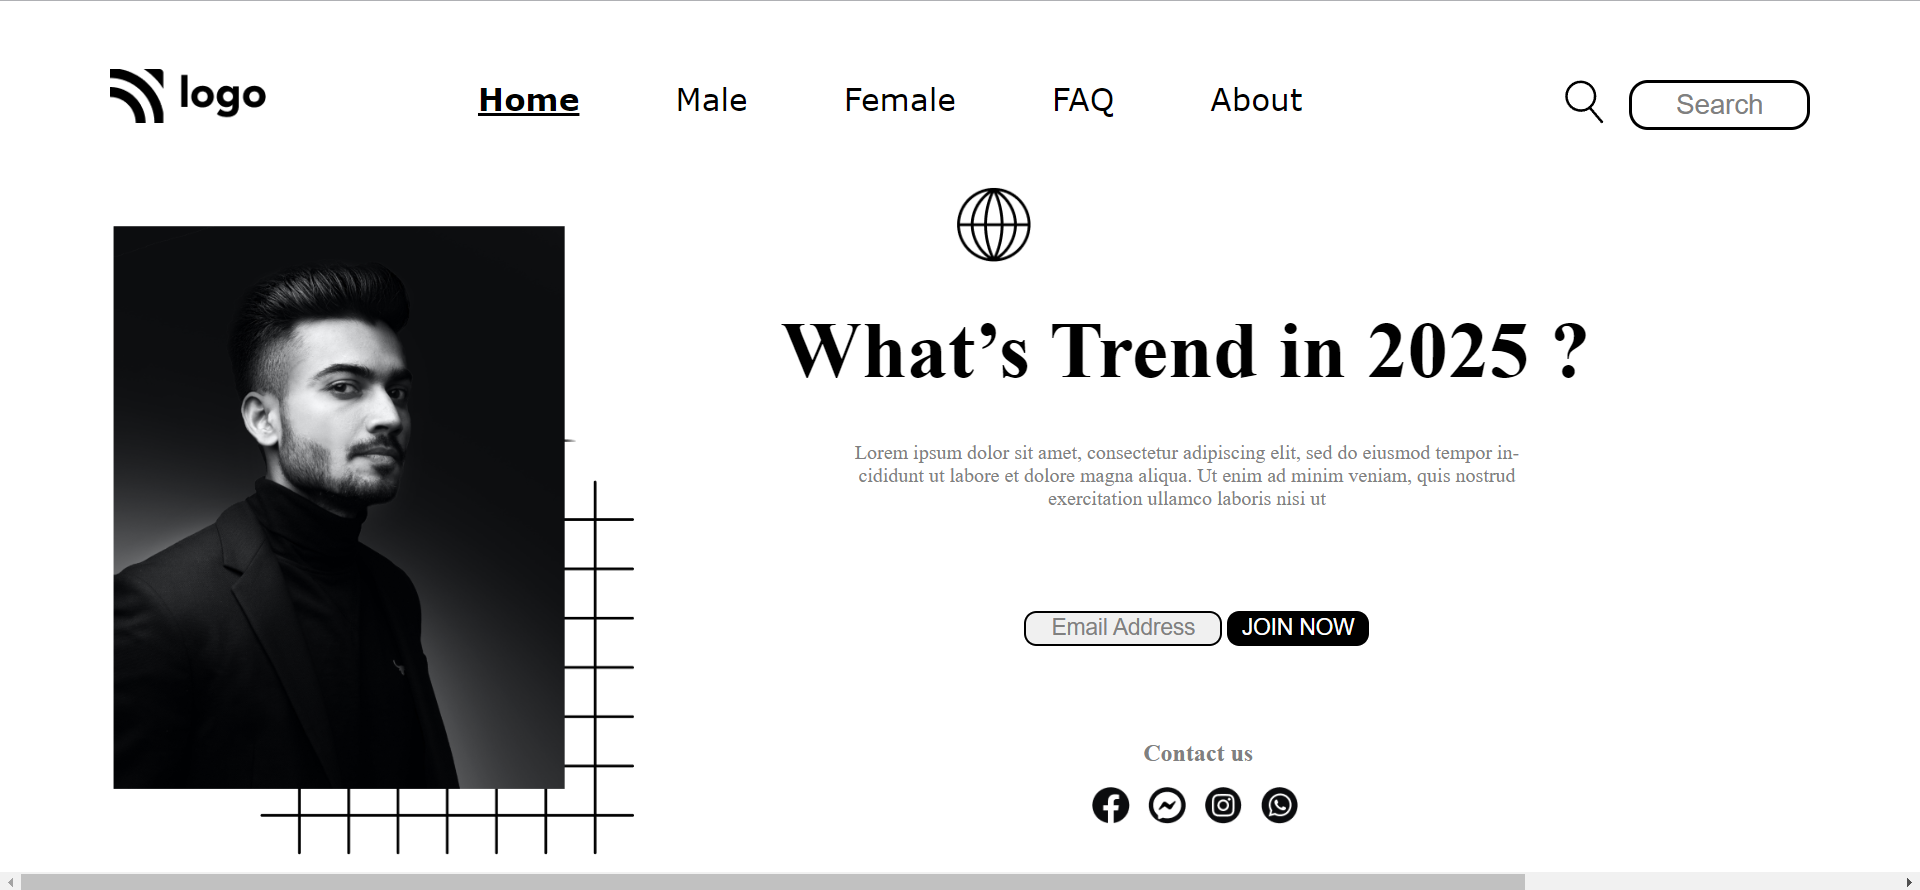 logo
Home Male Female FAQ About
Search
What’s Trend in 2025 ?
Lorem ipsum dolor sit amet, consectetur adipiscing elit, sed do eiusmod tempor in-
cididunt ut labore et dolore magna aliqua. Ut enim ad minim veniam, quis nostrud
exercitation ullamco laboris nisi ut
Email Address JOIN NOW
Contact us